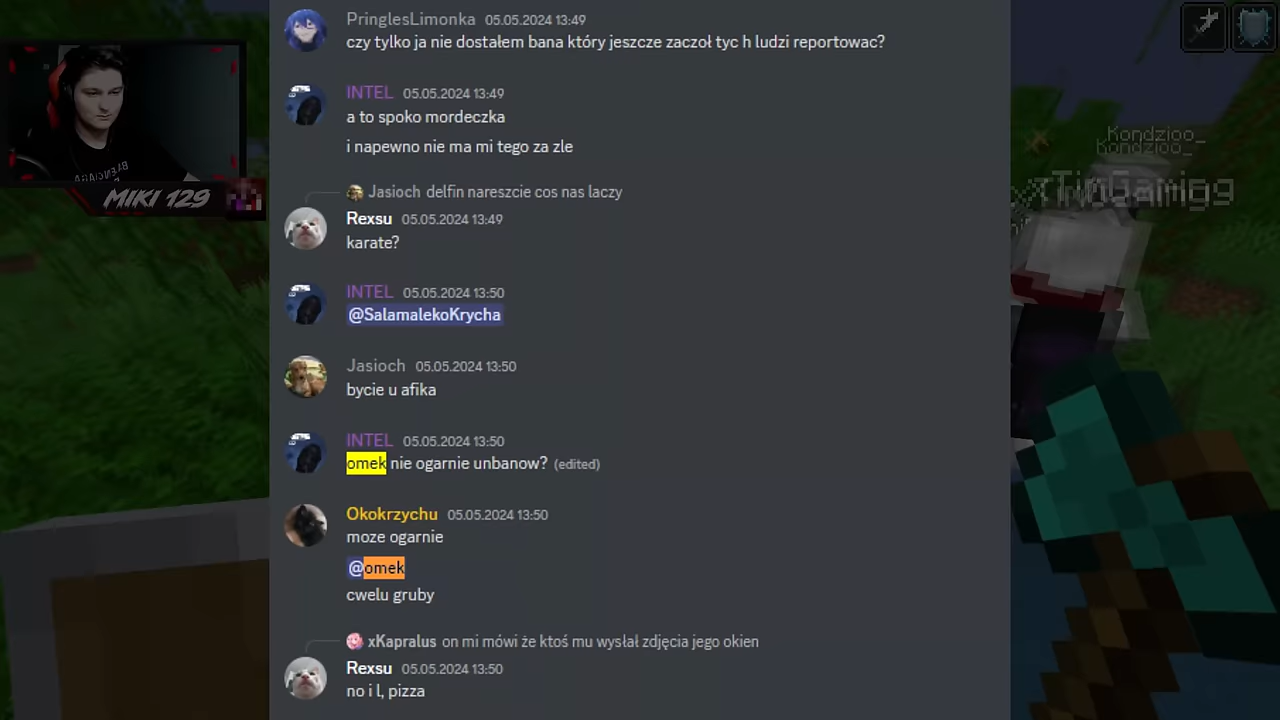 PringlesLimonka 05.05.2024 13:49
czy tylko ja nie dostałem bana który jeszcze zaczoł tyc h ludzi reportowac?
INTEL 05.05.2024 13:49
a to spoko mordeczka
i napewno nie ma mi tego za zle
Jasioch delfin nareszcie cos nas laczy
Rexsu 05.05.2024 13:49
karate?
INTEL 05.05.2024 13:50
@SalamalekoKrycha
Jasioch 05.05.2024 13:50
bycie u afika
INTEL 05.05.2024 13:50
omek nie ogarnie unbanow? (edited)
Okokrzychu 05.05.2024 13:50
moze ogarnie
@omek
cwelu gruby
xKapralus on mi mówi że ktoś mu wysłał zdjęcia jego okien
Rexsu 05.05.2024 13:50
no i l, pizza
MIKI 129
Kondzioo_
Kondzioo_